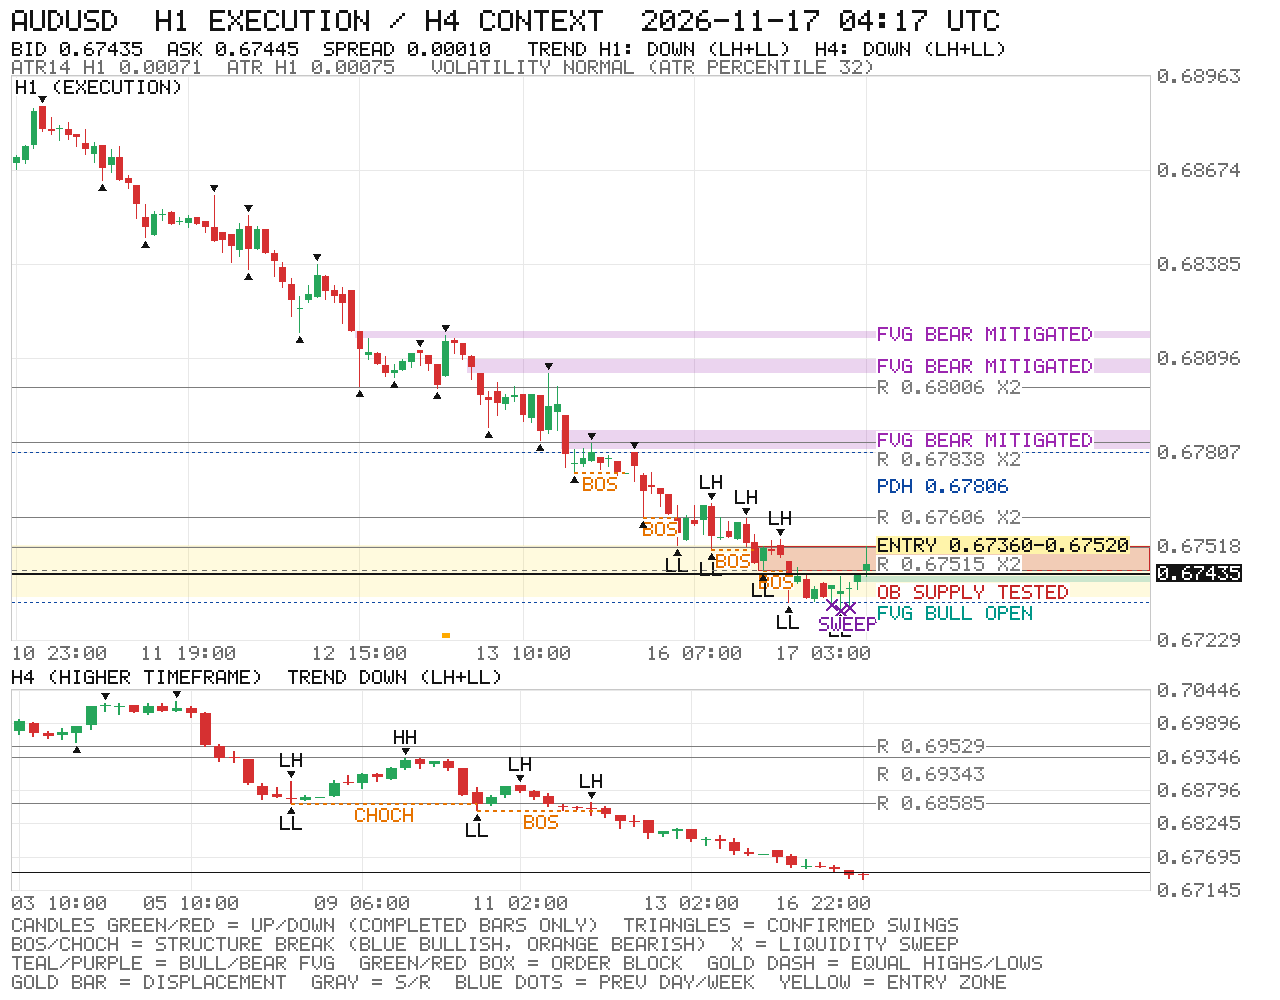 AUDUSD  H1 EXECUTION / H4 CONTEXT  2026-11-17 04:17 UTC
BID 0.67435  ASK 0.67445  SPREAD 0.00010  TREND H1: DOWN (LH+LL)  H4: DOWN (LH+LL)
ATR14 H1 0.00071  ATR H1 0.00075  VOLATILITY NORMAL (ATR PERCENTILE 32)
H1 (EXECUTION)
0.68963
0.68674
0.68385
FVG BEAR MITIGATED
0.68096
FVG BEAR MITIGATED
R 0.68006 X2
FVG BEAR MITIGATED
0.67807
R 0.67838 X2
BOS
LH
PDH 0.67806
LH
LH
R 0.67606 X2
BOS
ENTRY 0.67360-0.67520
0.67518
BOS
R 0.67515 X2
LL
LL
0.67435
BOS
LL
OB SUPPLY TESTED
FVG BULL OPEN
LL
SWEEP
LL
0.67229
10 23:00  11 19:00  12 15:00  13 10:00  16 07:00  17 03:00
H4 (HIGHER TIMEFRAME)  TREND DOWN (LH+LL)
0.70446
0.69896
HH
R 0.69529
0.69346
LH
LH
R 0.69343
LH
0.68796
R 0.68585
CHOCH
LL
BOS
LL
0.68245
0.67695
0.67145
03 10:00  05 10:00  09 06:00  11 02:00  13 02:00  16 22:00
CANDLES GREEN/RED = UP/DOWN (COMPLETED BARS ONLY)  TRIANGLES = CONFIRMED SWINGS
BOS/CHOCH = STRUCTURE BREAK (BLUE BULLISH, ORANGE BEARISH)  X = LIQUIDITY SWEEP
TEAL/PURPLE = BULL/BEAR FVG  GREEN/RED BOX = ORDER BLOCK  GOLD DASH = EQUAL HIGHS/LOWS
GOLD BAR = DISPLACEMENT  GRAY = S/R  BLUE DOTS = PREV DAY/WEEK  YELLOW = ENTRY ZONE